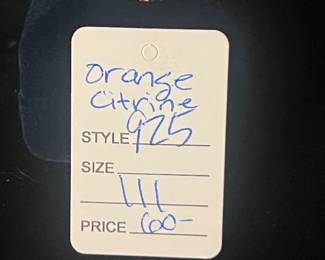 Orange
Citrine
STYLE 925
SIZE
111
PRICE 60-